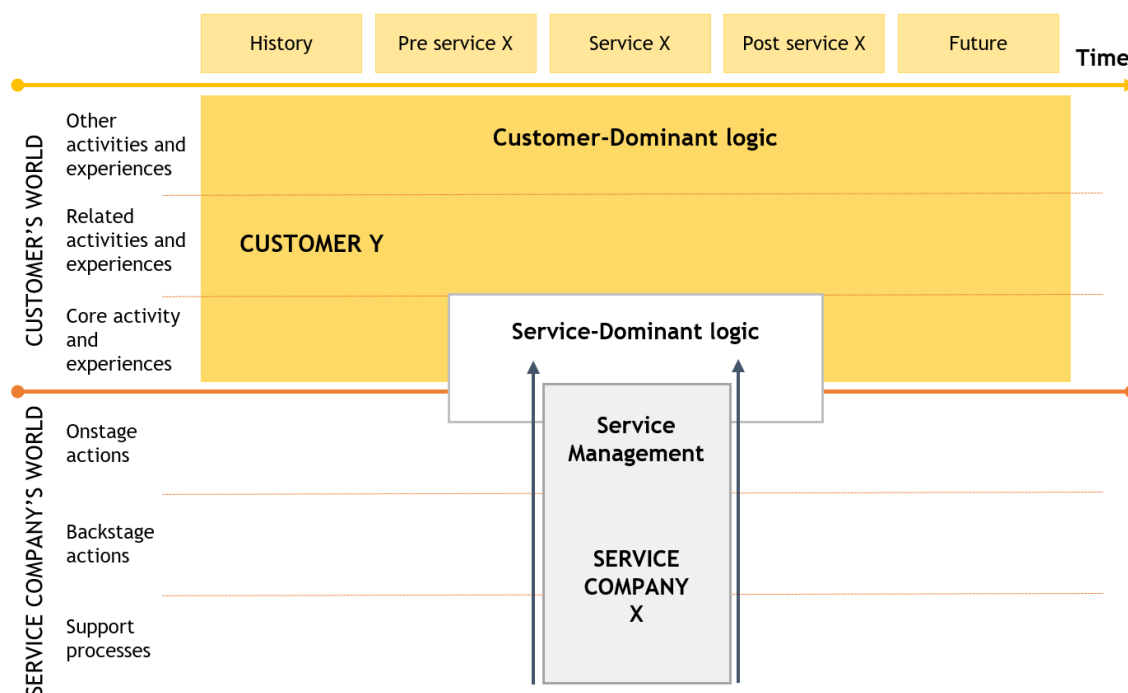 History
Pre service X
Service X
Post service X
Future
Time
CUSTOMER'S WORLD
Other
activities and
experiences
Customer-Dominant logic
Related
activities and
experiences
CUSTOMER Y
Core activity
and
experiences
Service-Dominant logic
SERVICE COMPANY'S WORLD
Onstage
actions
Service
Management
Backstage
actions
SERVICE
COMPANY
X
Support
processes